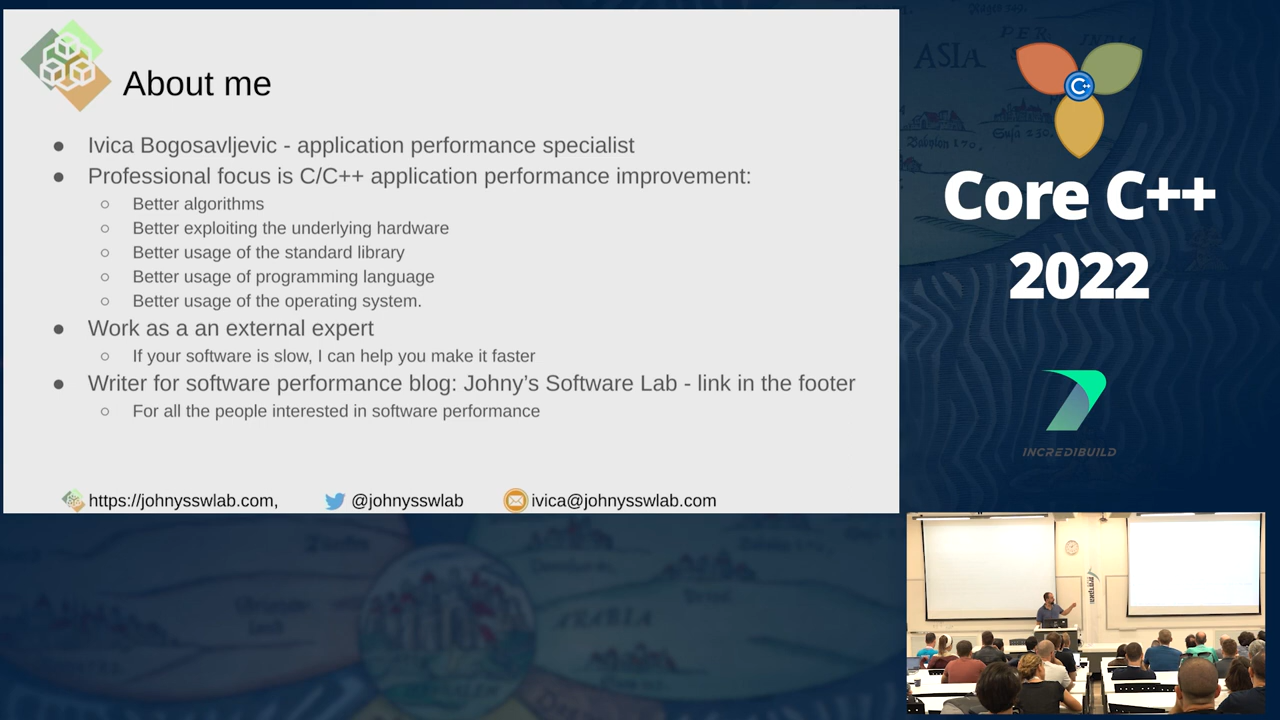 About me
● Ivica Bogosavljevic - application performance specialist
● Professional focus is C/C++ application performance improvement:
○ Better algorithms
○ Better exploiting the underlying hardware
○ Better usage of the standard library
○ Better usage of programming language
○ Better usage of the operating system.
● Work as a an external expert
○ If your software is slow, I can help you make it faster
● Writer for software performance blog: Johny’s Software Lab - link in the footer
○ For all the people interested in software performance
https://johnysswlab.com, @johnysswlab ivica@johnysswlab.com
ASIA
PER
INDIA
Babylon 150
C++
Core C++
2022
INCREDIBUILD